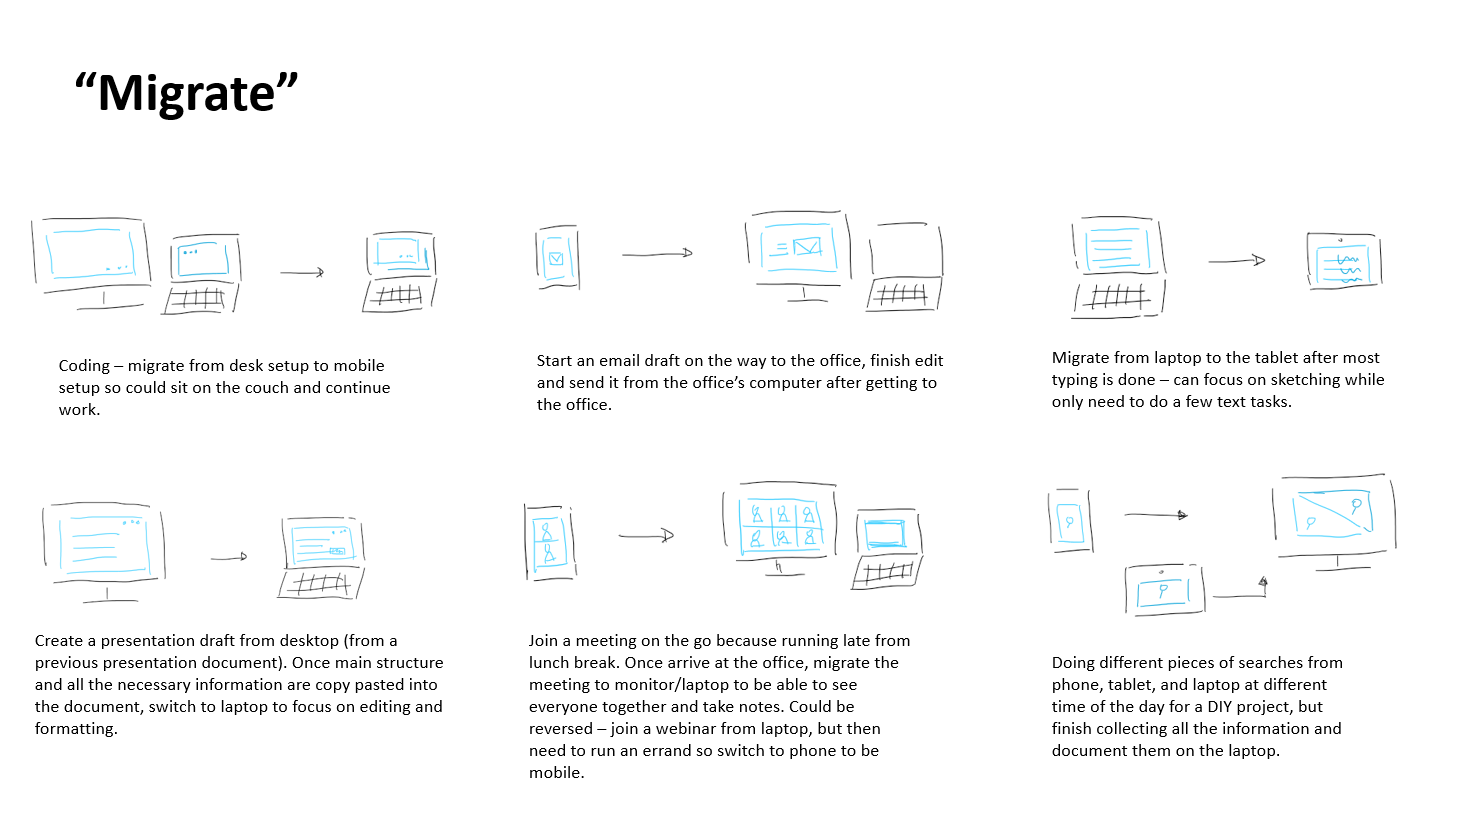 “Migrate”
Coding – migrate from desk setup to mobile
setup so could sit on the couch and continue
work.
Start an email draft on the way to the office, finish edit
and send it from the office’s computer after getting to
the office.
Migrate from laptop to the tablet after most
typing is done – can focus on sketching while
only need to do a few text tasks.
Create a presentation draft from desktop (from a
previous presentation document). Once main structure
and all the necessary information are copy pasted into
the document, switch to laptop to focus on editing and
formatting.
Join a meeting on the go because running late from
lunch break. Once arrive at the office, migrate the
meeting to monitor/laptop to be able to see
everyone together and take notes. Could be
reversed – join a webinar from laptop, but then
need to run an errand so switch to phone to be
mobile.
Doing different pieces of searches from
phone, tablet, and laptop at different
time of the day for a DIY project, but
finish collecting all the information and
document them on the laptop.